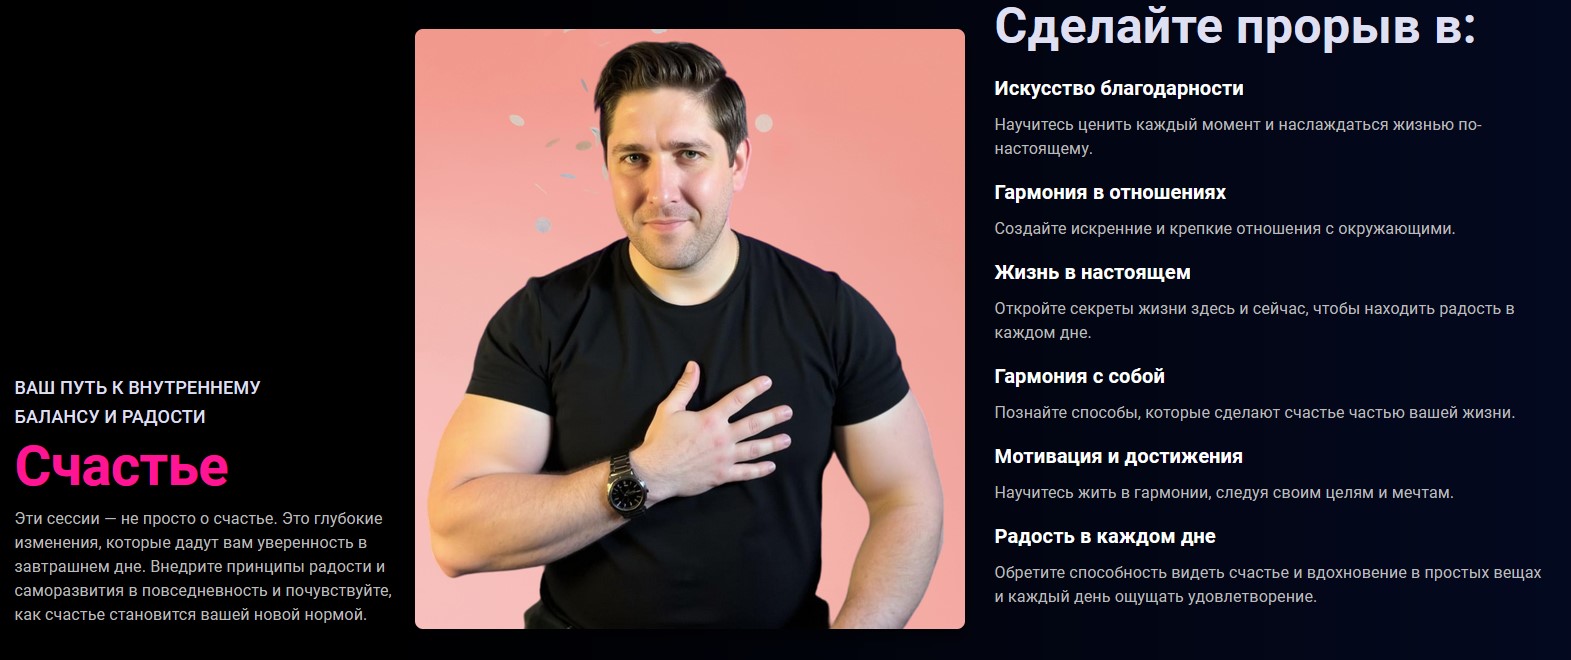 ВАШ ПУТЬ К ВНУТРЕННЕМУ
БАЛАНСУ И РАДОСТИ
Счастье
Эти сессии — не просто о счастье. Это глубокие
изменения, которые дадут вам уверенность в
завтрашнем дне. Внедрите принципы радости и
саморазвития в повседневность и почувствуйте,
как счастье становится вашей новой нормой.
Сделайте прорыв в:
Искусство благодарности
Научитесь ценить каждый момент и наслаждаться жизнью по-
настоящему.
Гармония в отношениях
Создайте искренние и крепкие отношения с окружающими.
Жизнь в настоящем
Откройте секреты жизни здесь и сейчас, чтобы находить радость в
каждом дне.
Гармония с собой
Познайте способы, которые сделают счастье частью вашей жизни.
Мотивация и достижения
Научитесь жить в гармонии, следуя своим целям и мечтам.
Радость в каждом дне
Обретите способность видеть счастье и вдохновение в простых вещах
и каждый день ощущать удовлетворение.